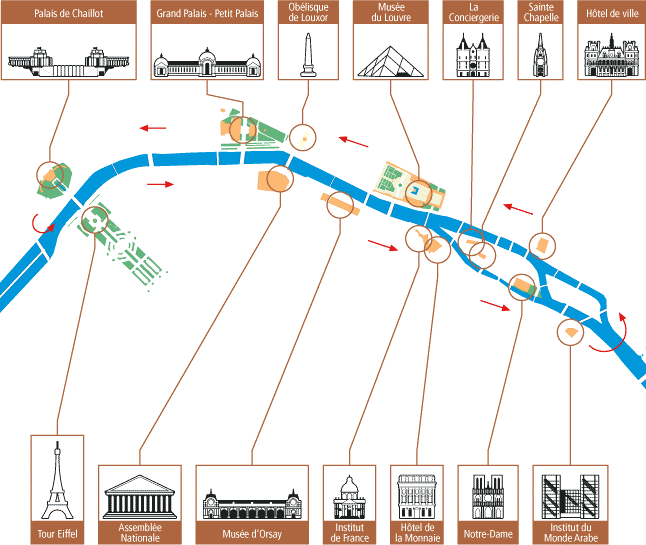 Palais de Chaillot
Grand Palais - Petit Palais
Obélisque
de Louxor
Musée
du Louvre
La
Conciergerie
Sainte
Chapelle
Hôtel de ville
Tour Eiffel
Assemblée
Nationale
Musée d'Orsay
Institut
de France
Hôtel de
la Monnaie
Notre-Dame
Institut du
Monde Arabe